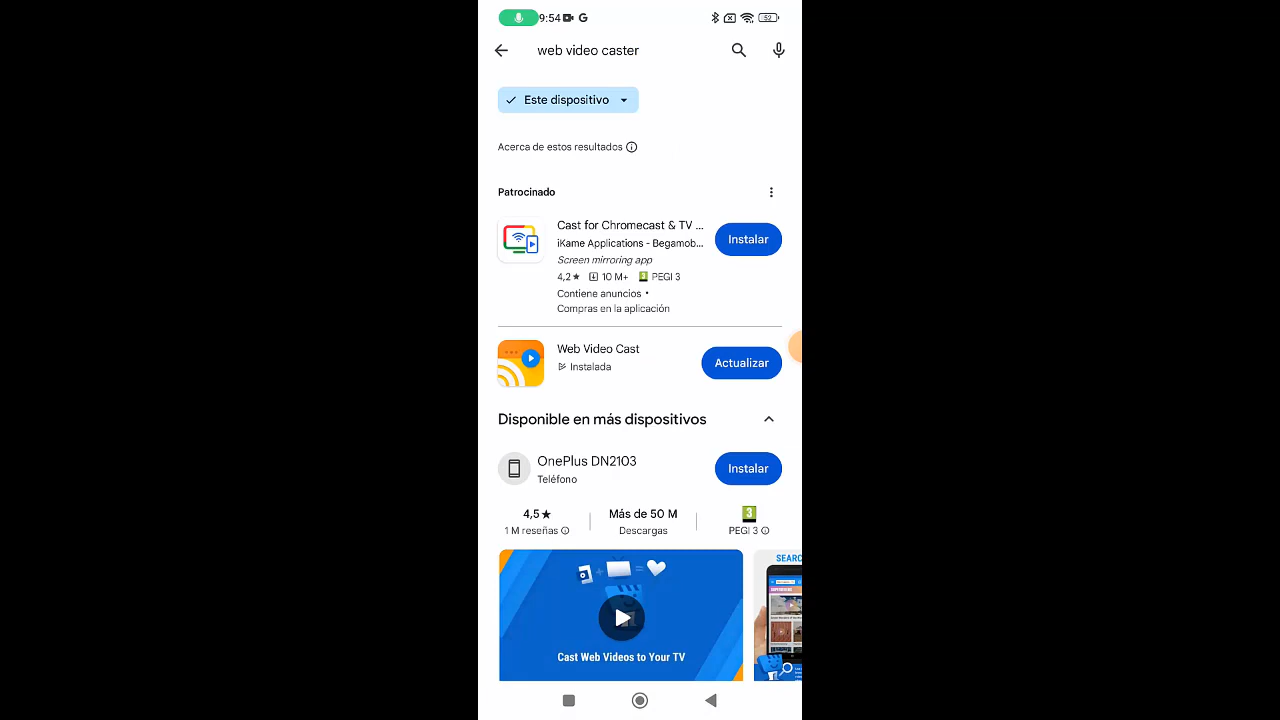 9:54 G 52
web video caster
Este dispositivo
Acerca de estos resultados
Patrocinado
Cast for Chromecast & TV ...
iKame Applications - Begamob...
Screen mirroring app
4,2★ 10 M+ 3 PEGI 3
Contiene anuncios •
Compras en la aplicación
Instalar
Web Video Cast
Instalada
Actualizar
Disponible en más dispositivos
OnePlus DN2103
Teléfono
Instalar
4,5★
1 M reseñas
Más de 50 M
Descargas
3
PEGI 3
Cast Web Videos to Your TV
SEARC